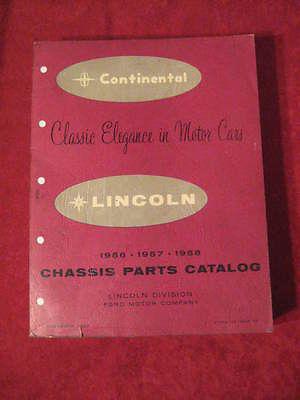 Continental
Classic Elegance in Motor Cars
LINCOLN
1956 • 1957 • 1958
CHASSIS PARTS CATALOG
LINCOLN DIVISION
FORD MOTOR COMPANY